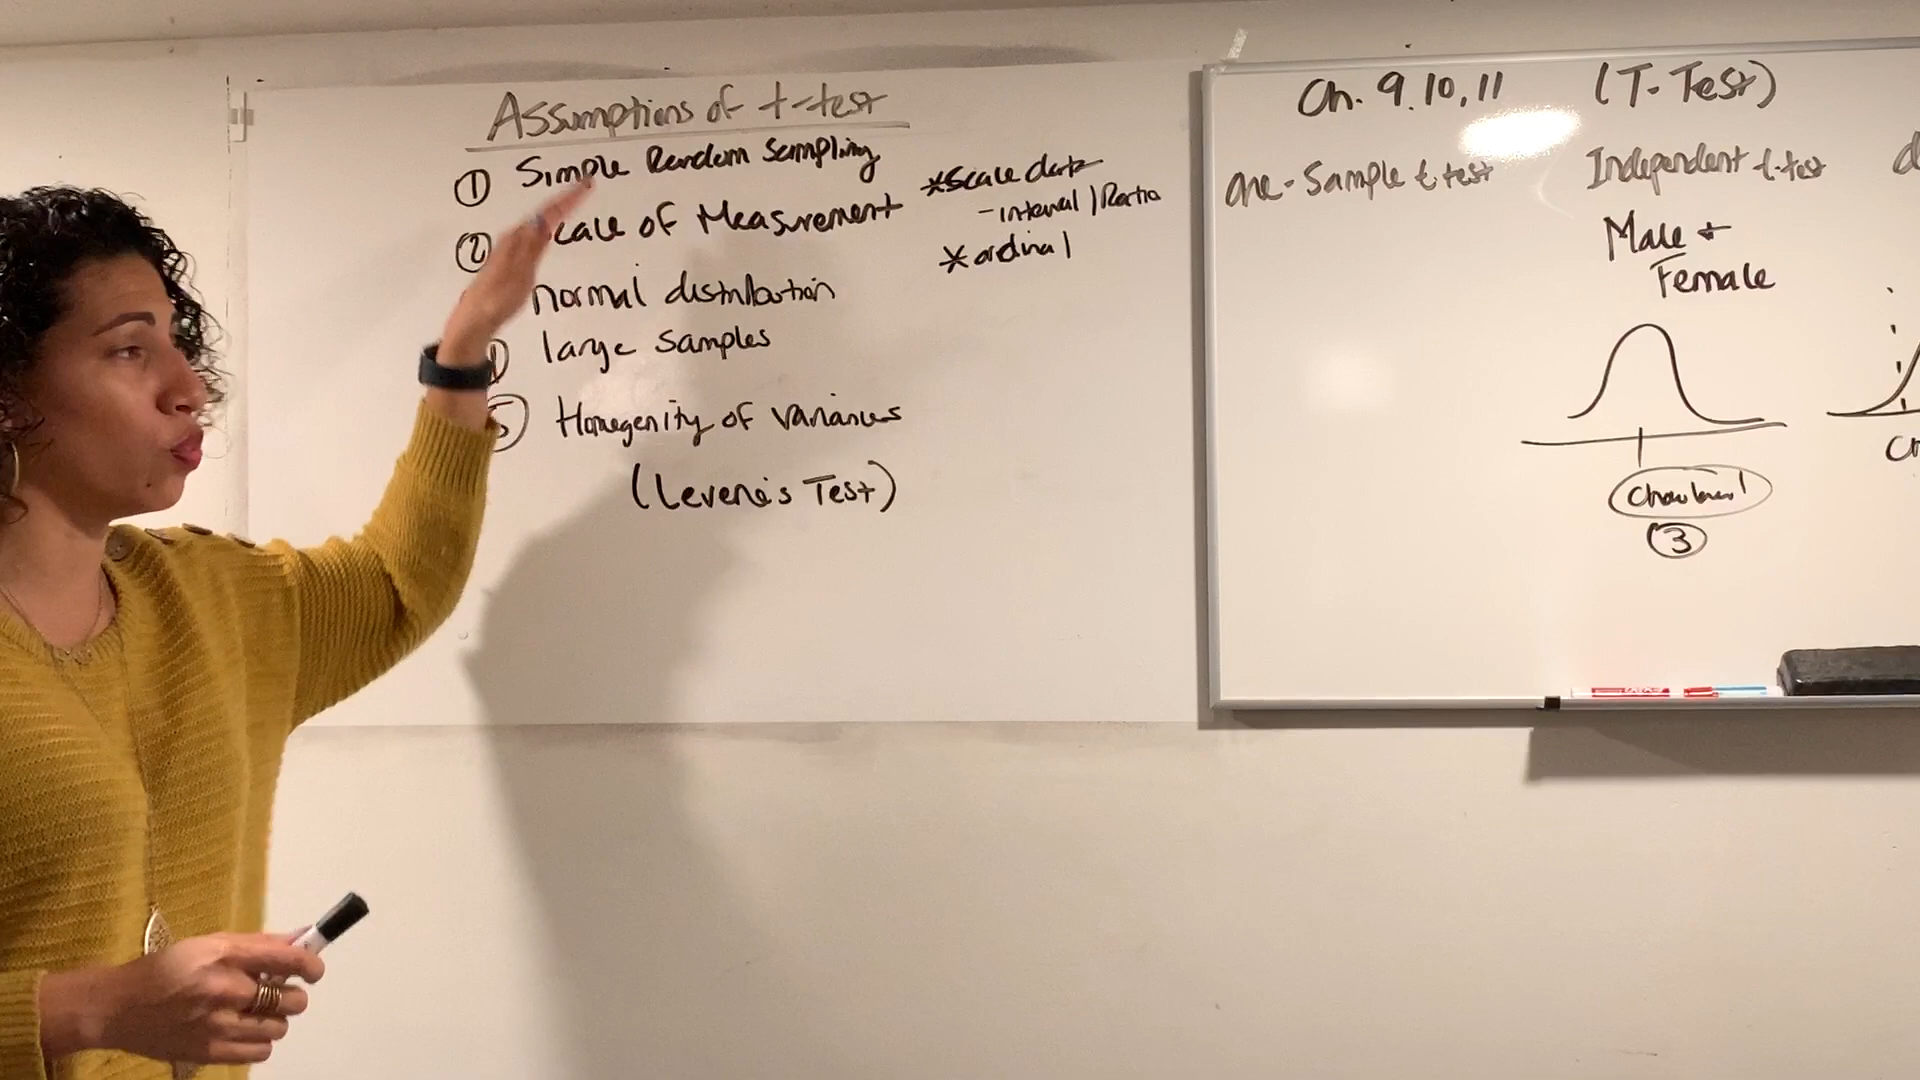 Assumptions of t-test
① Simple Random Sampling
② Scale of Measurement
*Scale data
- interval / Ratio
*ordinal
normal distribution
large samples
⑤ Homogenity of variances
(Levene's Test)
Ch. 9.10,11 (T-Test)
one-Sample t.test
Independent t-test
Male +
Female
③